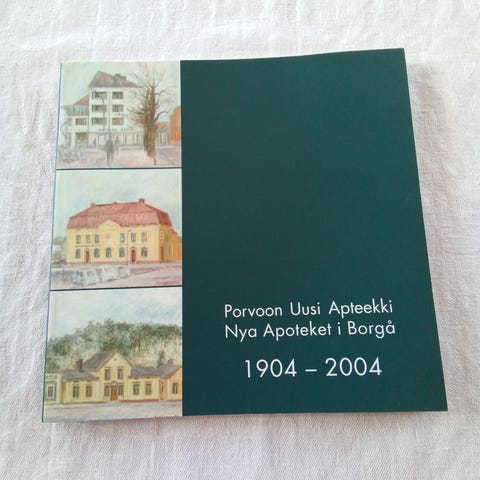 Porvoon Uusi Apteekki
Nya Apoteket i Borgå
1904 – 2004